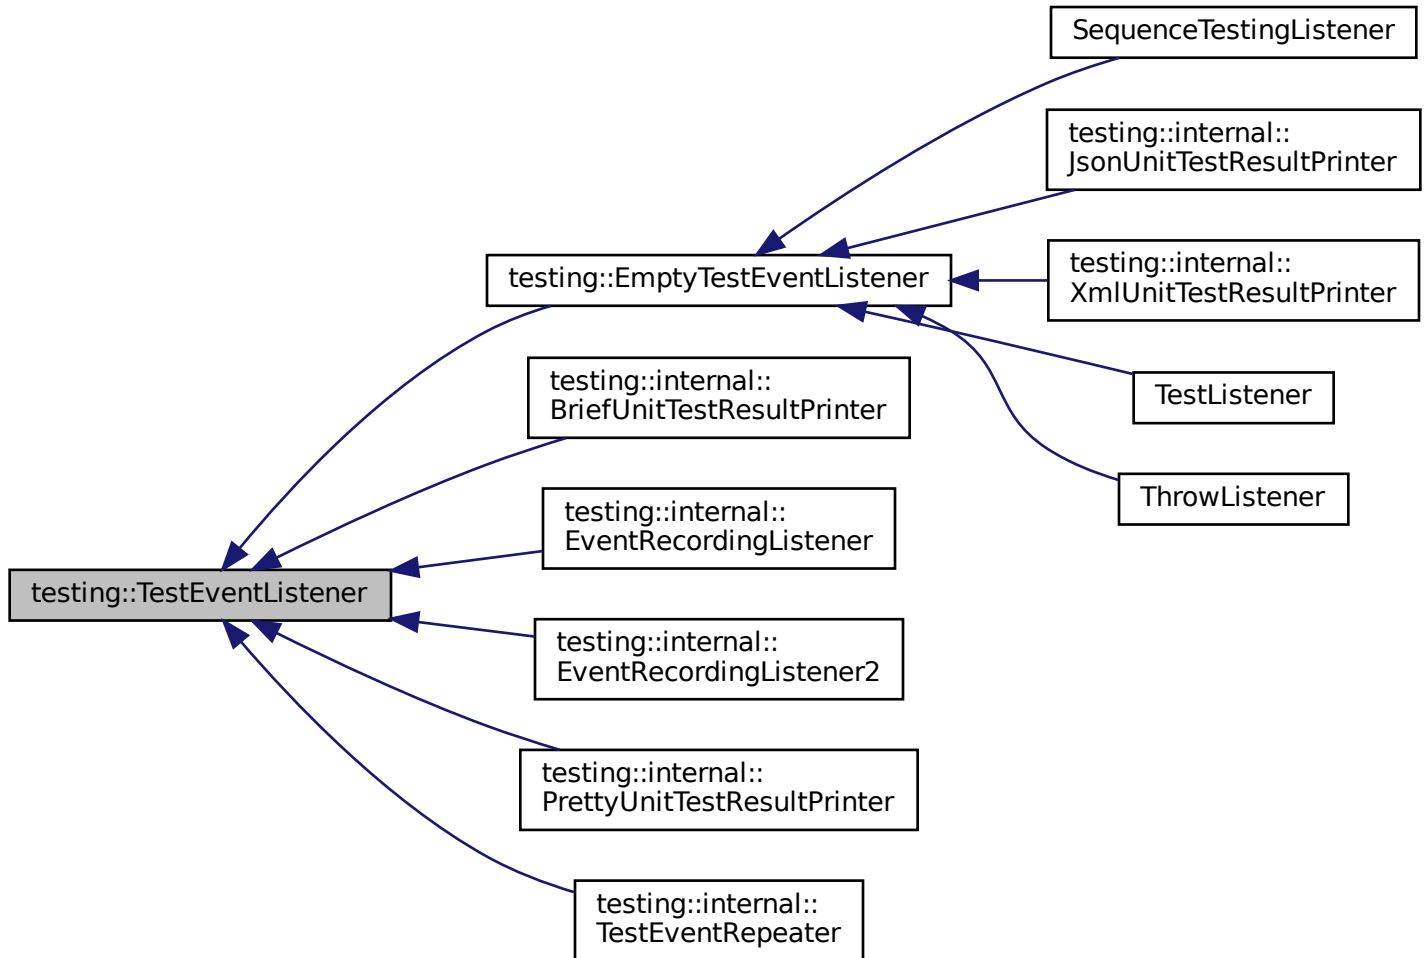 SequenceTestingListener
testing::internal::
JsonUnitTestResultPrinter
testing::EmptyTestEventListener
testing::internal::
XmlUnitTestResultPrinter
testing::internal::
BriefUnitTestResultPrinter
TestListener
ThrowListener
testing::internal::
EventRecordingListener
testing::TestEventListener
testing::internal::
EventRecordingListener2
testing::internal::
PrettyUnitTestResultPrinter
testing::internal::
TestEventRepeater